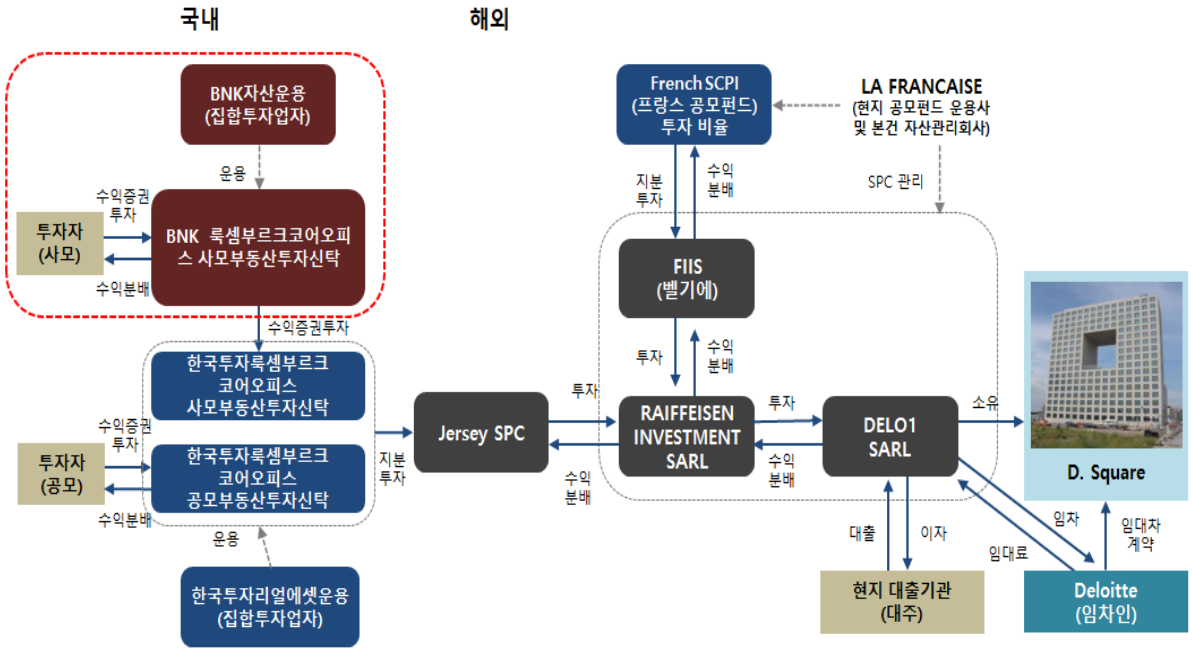 국내
해외
BNK자산운용
(집합투자업자)
운용
수익증권
투자
투자자
(사모)
수익분배
BNK 룩셈부르크코어오피
스 사모부동산투자신탁
수익증권투자
한국투자룩셈부르크
코어오피스
사모부동산투자신탁
수익증권
투자
투자자
(공모)
수익분배
한국투자룩셈부르크
코어오피스
공모부동산투자신탁
운용
한국투자리얼에셋운용
(집합투자업자)
지분
투자
Jersey SPC
투자
수익
분배
French SCPI
(프랑스 공모펀드)
투자 비율
LA FRANCAISE
(현지 공모펀드 운용사
및 본건 자산관리회사)
SPC 관리
지분
투자
수익
분배
FIIS
(벨기에)
투자
수익
분배
RAIFFEISEN
INVESTMENT
SARL
투자
수익
분배
DELO1
SARL
소유
D. Square
대출
이자
임대료
임차
임대차
계약
현지 대출기관
(대주)
Deloitte
(임차인)